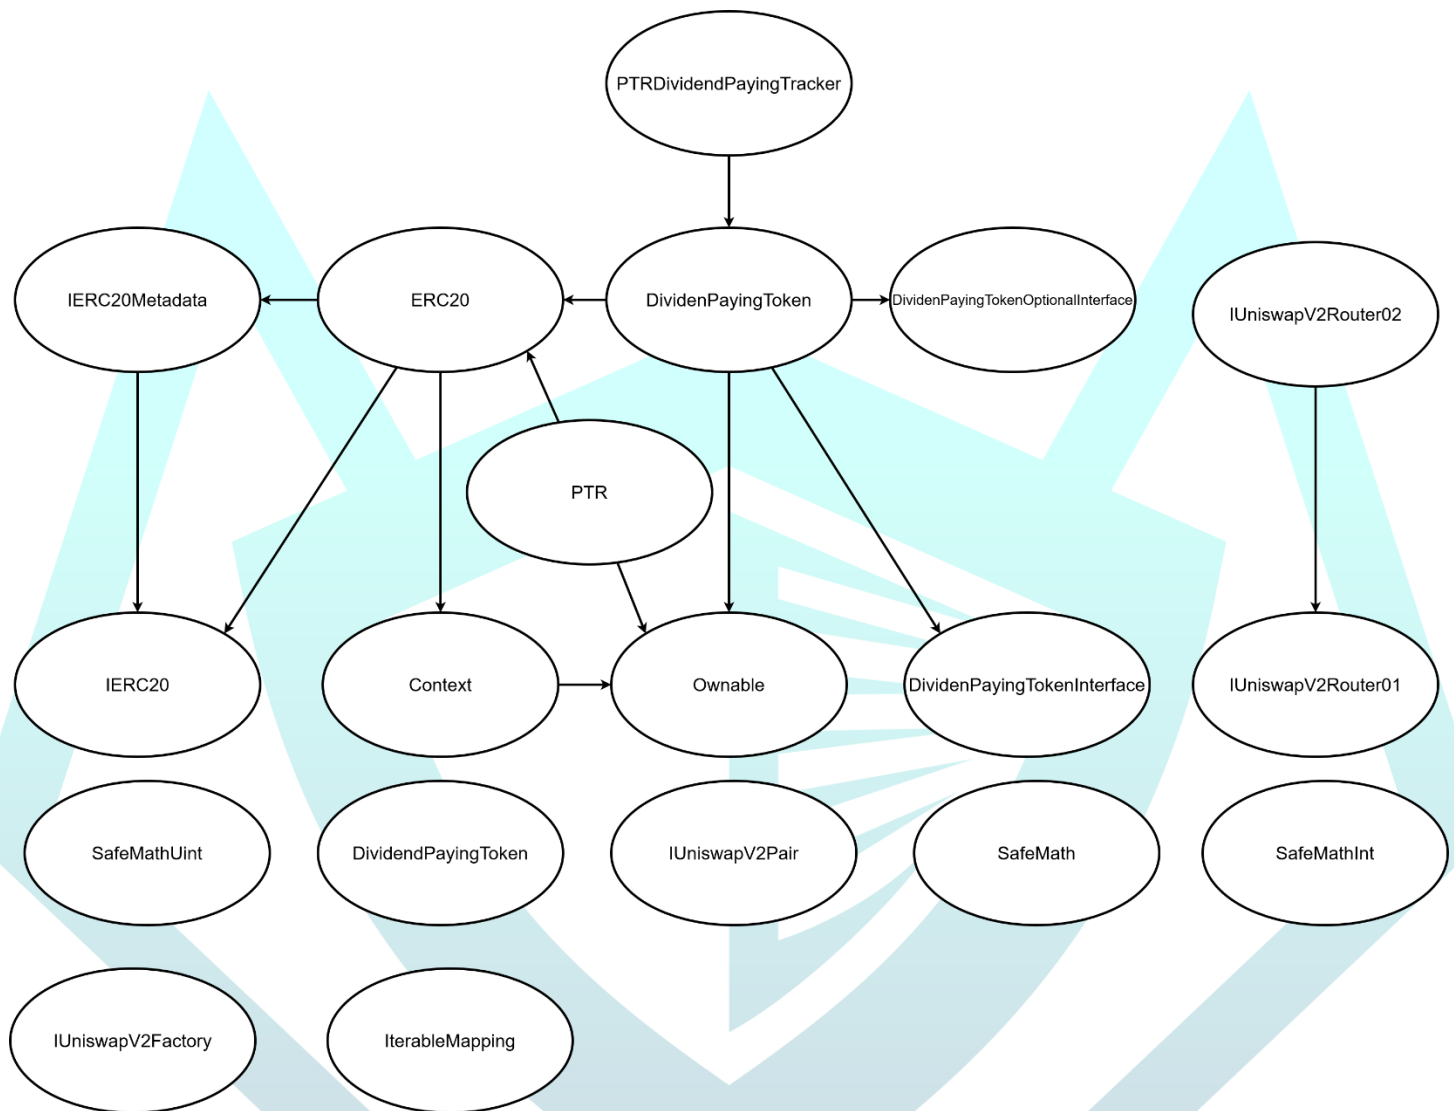 PTRDividendPayingTracker
IERC20Metadata
ERC20
DividenPayingToken
DividenPayingTokenOptionalInterface
IUniswapV2Router02
PTR
IERC20
Context
Ownable
DividenPayingTokenInterface
IUniswapV2Router01
SafeMathUint
DividendPayingToken
IUniswapV2Pair
SafeMath
SafeMathInt
IUniswapV2Factory
IterableMapping